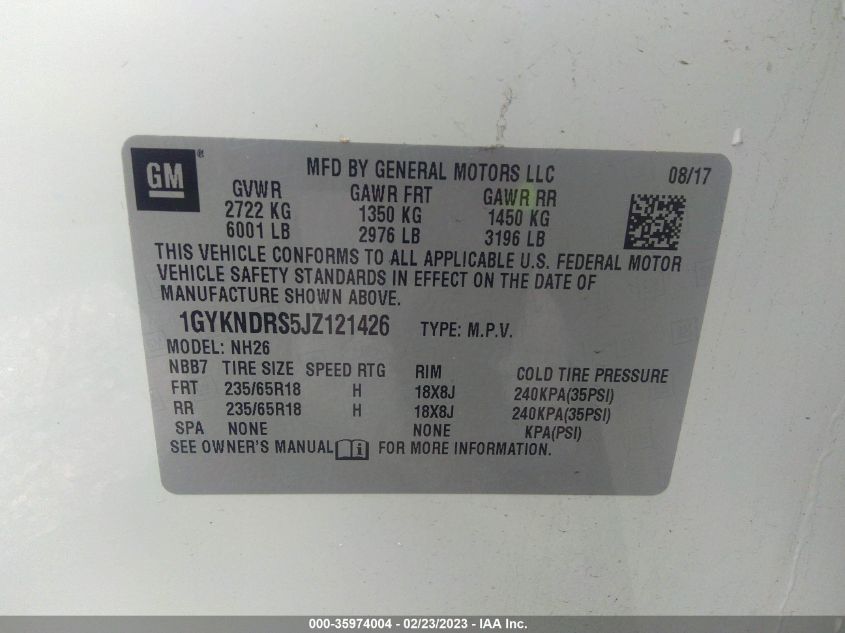 GM ®
MFD BY GENERAL MOTORS LLC 08/17
GVWR GAWR FRT GAWR RR
2722 KG 1350 KG 1450 KG
6001 LB 2976 LB 3196 LB
THIS VEHICLE CONFORMS TO ALL APPLICABLE U.S. FEDERAL MOTOR
VEHICLE SAFETY STANDARDS IN EFFECT ON THE DATE OF
MANUFACTURE SHOWN ABOVE.
1GYKNDRS5JZ121426 TYPE: M.P.V.
MODEL: NH26
NBB7 TIRE SIZE SPEED RTG RIM COLD TIRE PRESSURE
FRT 235/65R18 H 18X8J 240KPA(35PSI)
RR 235/65R18 H 18X8J 240KPA(35PSI)
SPA NONE NONE KPA(PSI)
SEE OWNER'S MANUAL i FOR MORE INFORMATION.
000-35974004 - 02/23/2023 - IAA Inc.